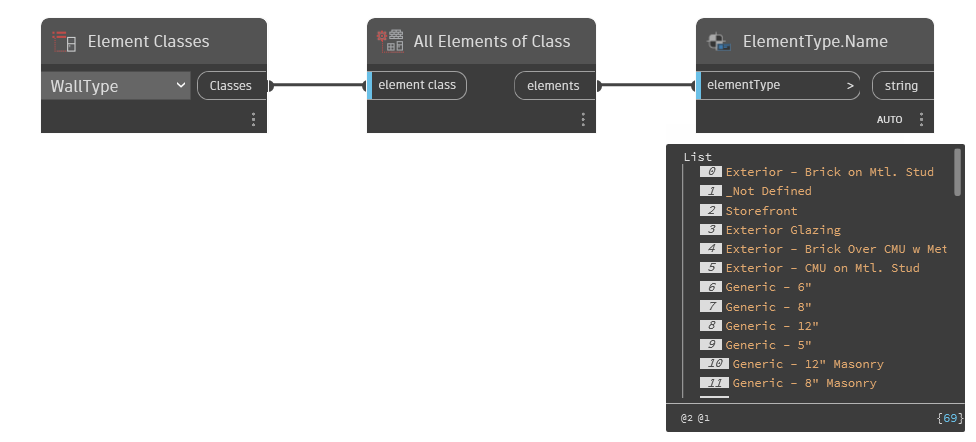 Element Classes
WallType
Classes
All Elements of Class
element class
elements
ElementType.Name
elementType >
string
AUTO
List
0 Exterior - Brick on Mtl. Stud
1 _Not Defined
2 Storefront
3 Exterior Glazing
4 Exterior - Brick Over CMU w Met
5 Exterior - CMU on Mtl. Stud
6 Generic - 6"
7 Generic - 8"
8 Generic - 12"
9 Generic - 5"
10 Generic - 12" Masonry
11 Generic - 8" Masonry
@2 @1
{69}